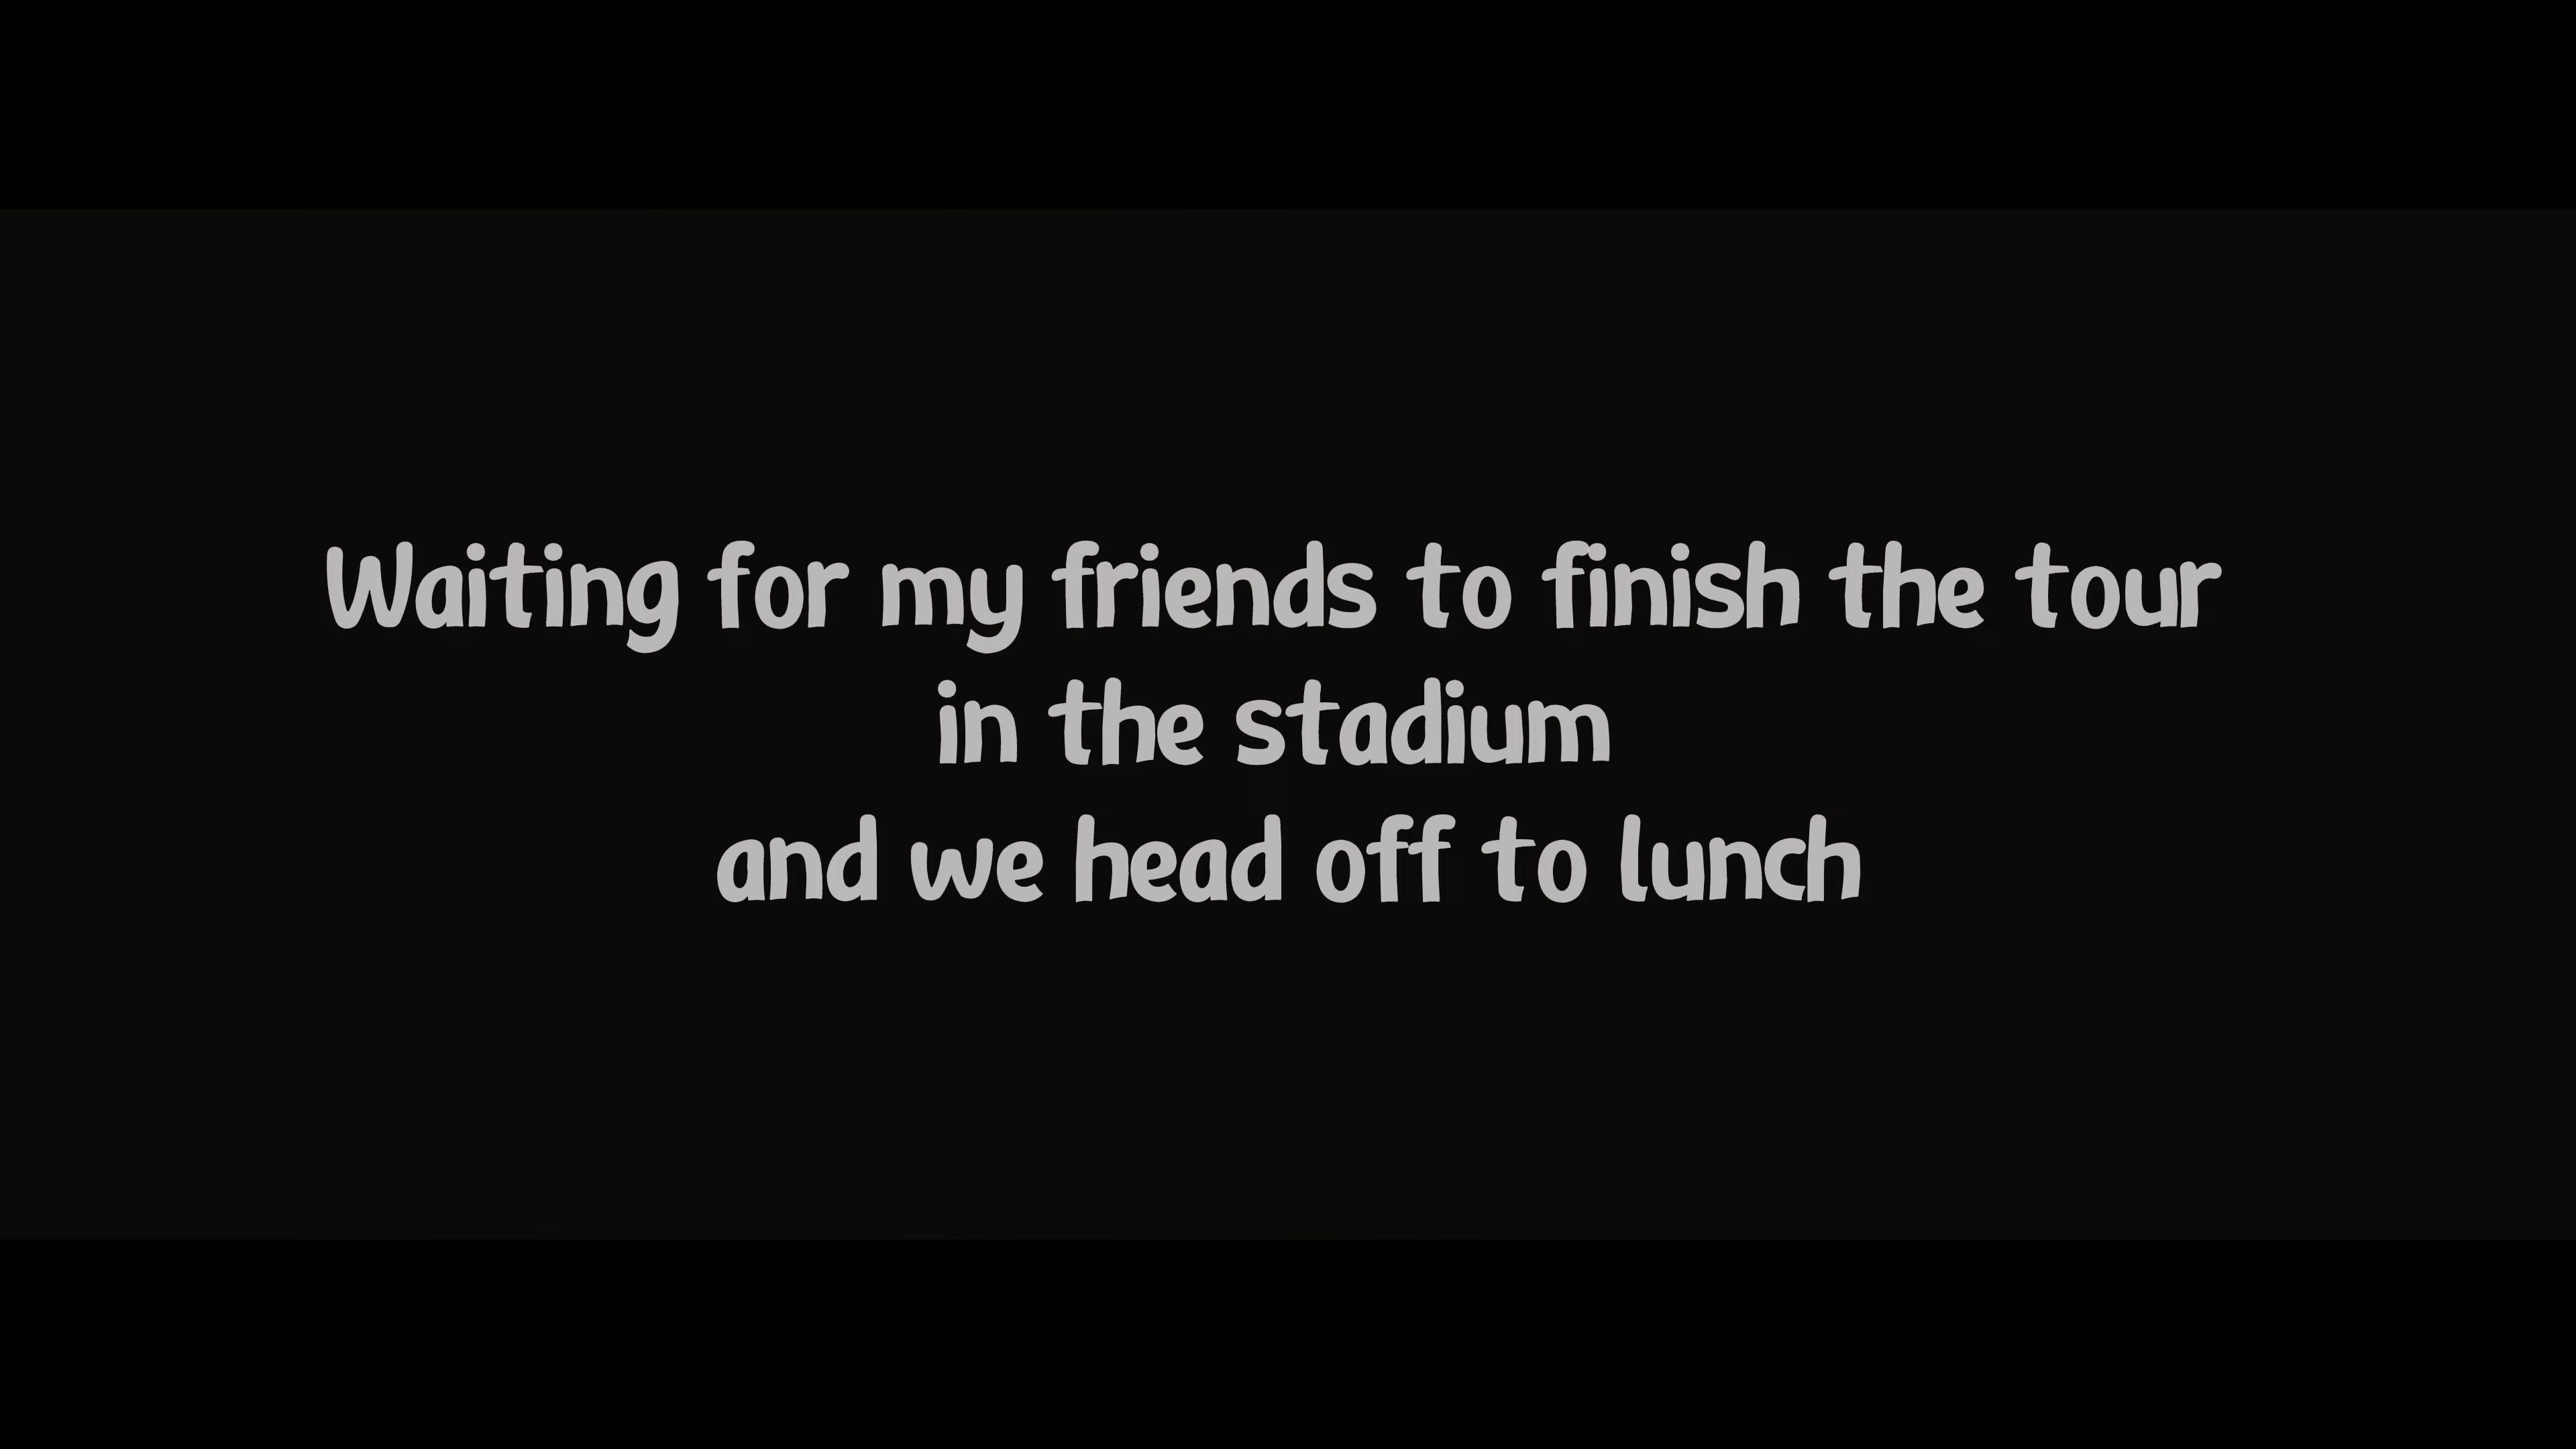 Waiting for my friends to finish the tour
in the stadium
and we head off to lunch